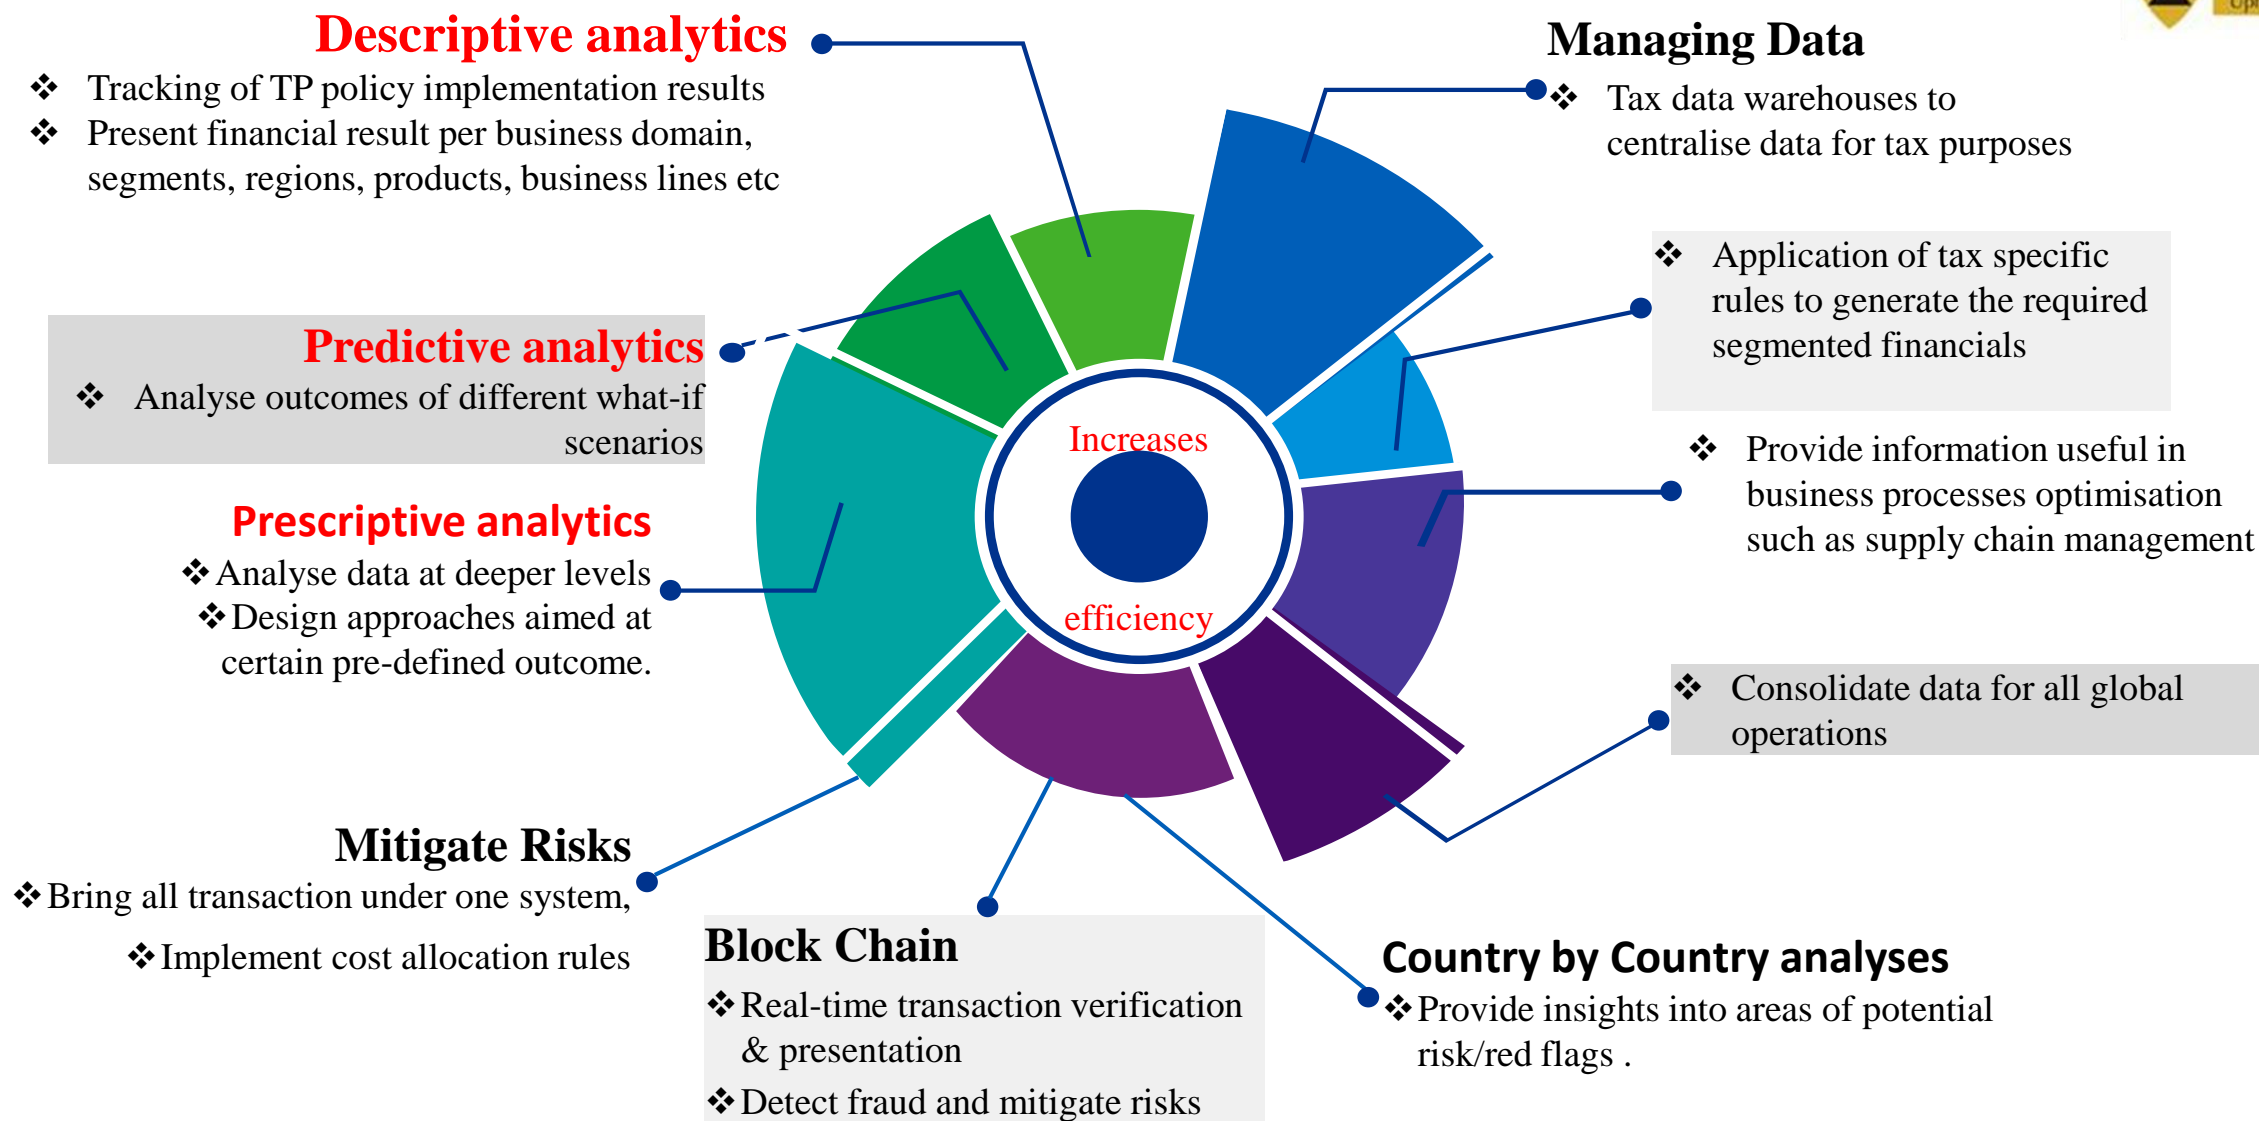 Descriptive analytics
❖ Tracking of TP policy implementation results
❖ Present financial result per business domain,
segments, regions, products, business lines etc
Predictive analytics
❖ Analyse outcomes of different what-if
scenarios
Prescriptive analytics
❖ Analyse data at deeper levels
❖ Design approaches aimed at
certain pre-defined outcome.
Mitigate Risks
❖ Bring all transaction under one system,
❖ Implement cost allocation rules
Increases
efficiency
Block Chain
❖ Real-time transaction verification
& presentation
❖ Detect fraud and mitigate risks
Managing Data
❖ Tax data warehouses to
centralise data for tax purposes
❖ Application of tax specific
rules to generate the required
segmented financials
❖ Provide information useful in
business processes optimisation
such as supply chain management
❖ Consolidate data for all global
operations
Country by Country analyses
❖ Provide insights into areas of potential
risk/red flags .